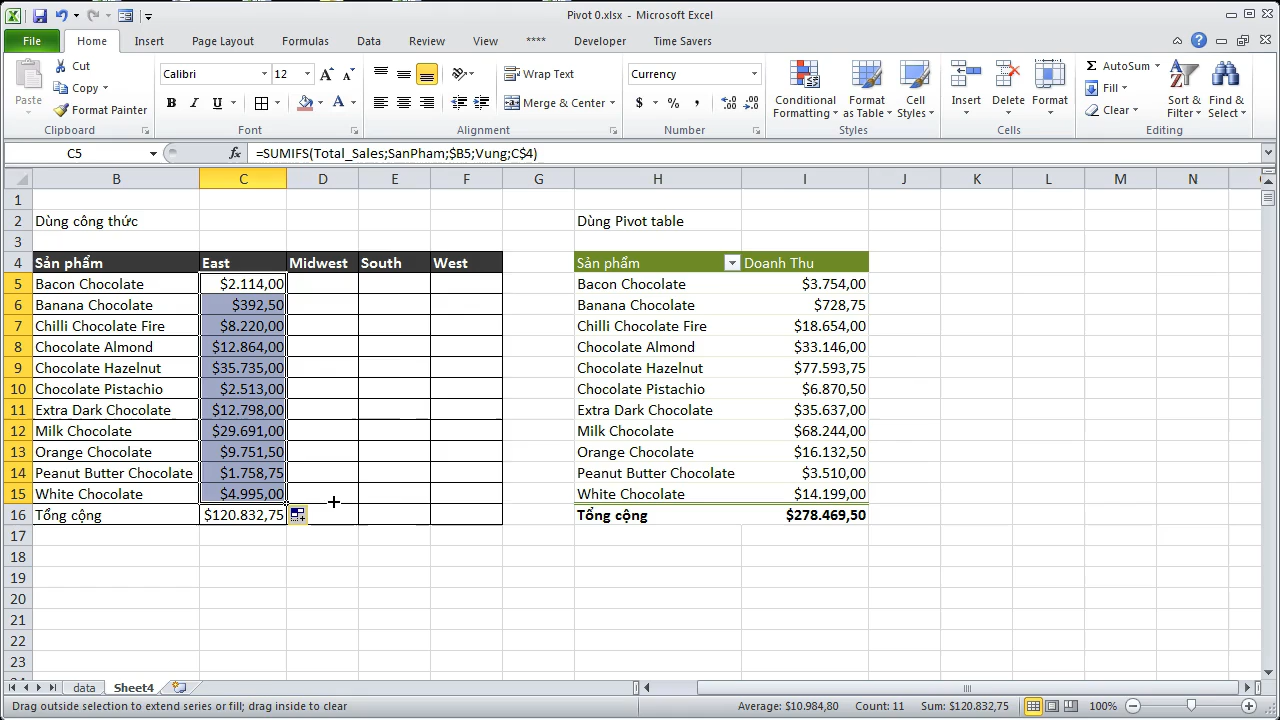 Pivot 0.xlsx - Microsoft Excel
File Home Insert Page Layout Formulas Data Review View **** Developer Time Savers
Paste Cut Copy Format Painter Clipboard
Calibri 12 B I U A Font
Wrap Text Merge & Center Alignment
Currency $ % , Number
Conditional Formatting Format as Table Cell Styles Styles
Insert Delete Format Cells
Σ AutoSum Fill Clear Sort & Filter Find & Select Editing
C5 fx =SUMIFS(Total_Sales;SanPham;$B5;Vung;C$4)
B C D E F G H I J K L M N
1
2 Dùng công thức Dùng Pivot table
3
4 Sản phẩm East Midwest South West Sản phẩm Doanh Thu
5 Bacon Chocolate $2.114,00 Bacon Chocolate $3.754,00
6 Banana Chocolate $392,50 Banana Chocolate $728,75
7 Chilli Chocolate Fire $8.220,00 Chilli Chocolate Fire $18.654,00
8 Chocolate Almond $12.864,00 Chocolate Almond $33.146,00
9 Chocolate Hazelnut $35.735,00 Chocolate Hazelnut $77.593,75
10 Chocolate Pistachio $2.513,00 Chocolate Pistachio $6.870,50
11 Extra Dark Chocolate $12.798,00 Extra Dark Chocolate $35.637,00
12 Milk Chocolate $29.691,00 Milk Chocolate $68.244,00
13 Orange Chocolate $9.751,50 Orange Chocolate $16.132,50
14 Peanut Butter Chocolate $1.758,75 Peanut Butter Chocolate $3.510,00
15 White Chocolate $4.995,00 White Chocolate $14.199,00
16 Tổng cộng $120.832,75 Tổng cộng $278.469,50
17
18
19
20
21
22
23
data Sheet4
Drag outside selection to extend series or fill; drag inside to clear Average: $10.984,80 Count: 11 Sum: $120.832,75 100%